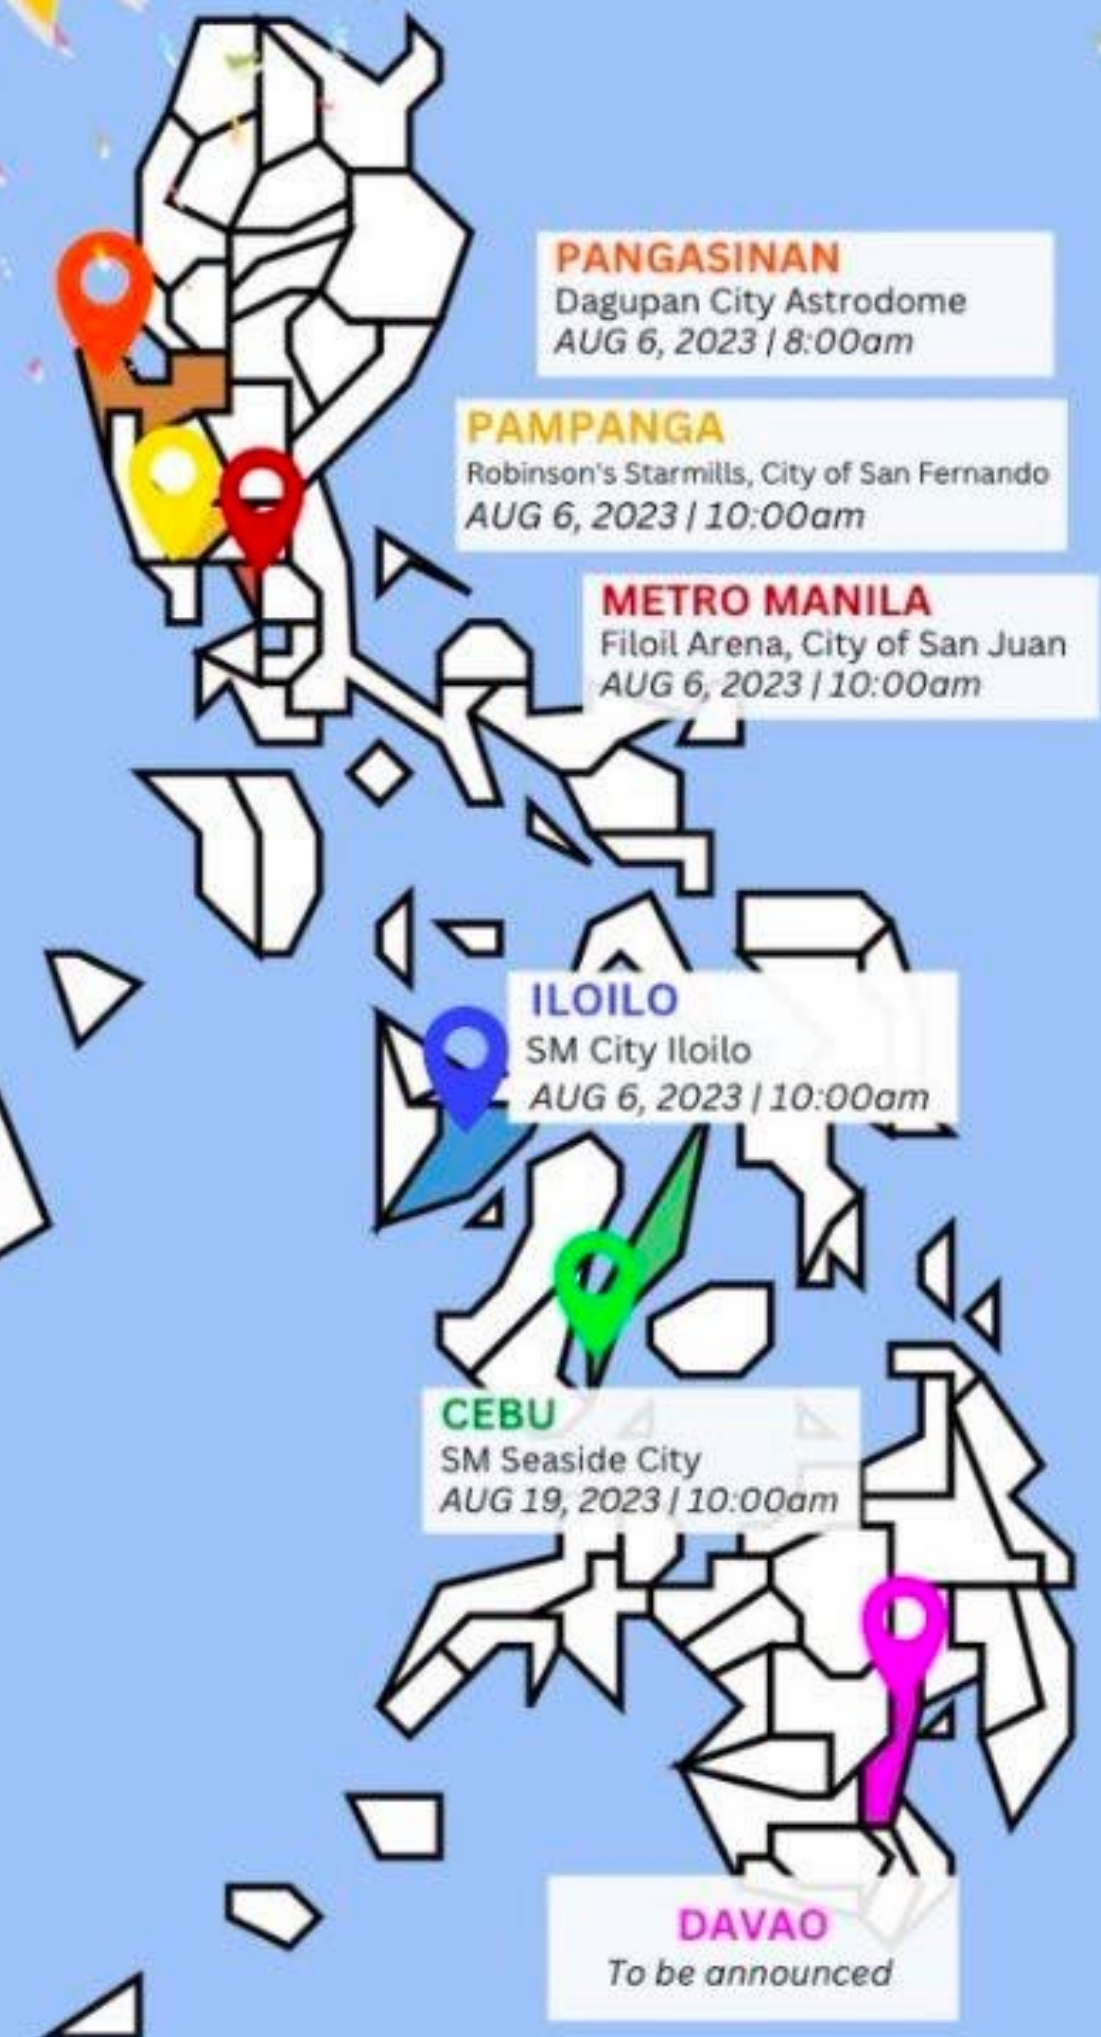 PANGASINAN
Dagupan City Astrodome
AUG 6, 2023 | 8:00am
PAMPANGA
Robinson's Starmills, City of San Fernando
AUG 6, 2023 | 10:00am
METRO MANILA
Filoil Arena, City of San Juan
AUG 6, 2023 | 10:00am
ILOILO
SM City Iloilo
AUG 6, 2023 | 10:00am
CEBU
SM Seaside City
AUG 19, 2023 | 10:00am
DAVAO
To be announced